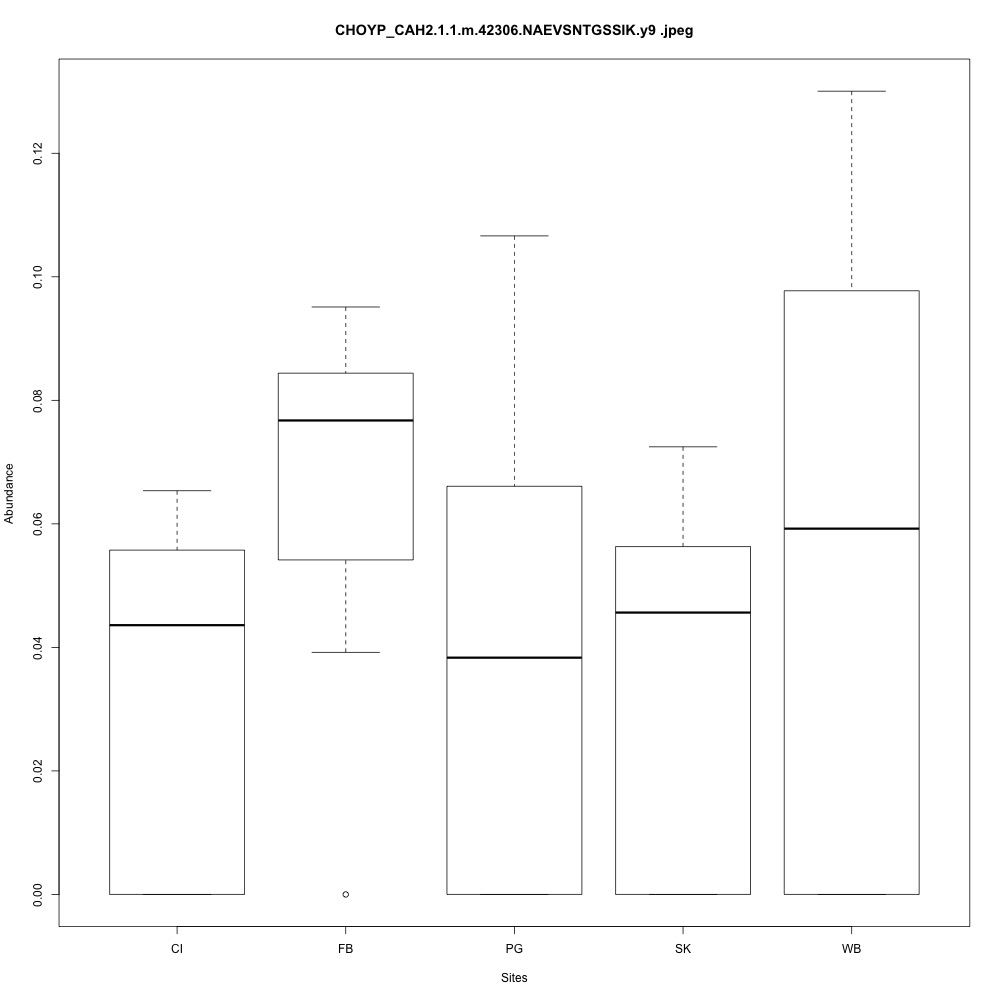 CHOYP_CAH2.1.1.m.42306.NAEVSNTGSSIK.y9 .jpeg
Abundance
0.12
0.10
0.08
0.06
0.04
0.02
0.00
CI FB PG SK WB
Sites